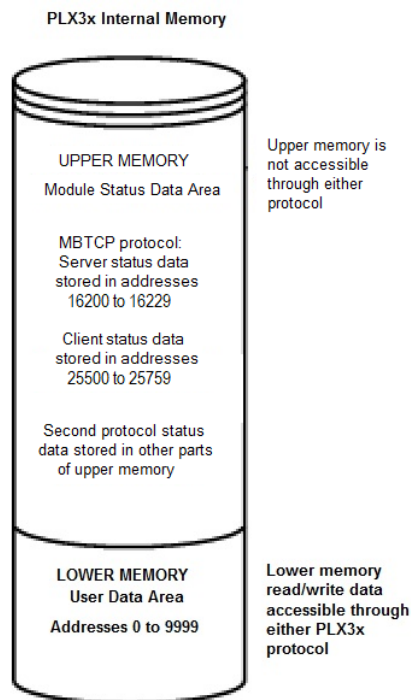 PLX3x Internal Memory
UPPER MEMORY
Module Status Data Area
Upper memory is
not accessible
through either
protocol
MBTCP protocol:
Server status data
stored in addresses
16200 to 16229
Client status data
stored in addresses
25500 to 25759
Second protocol status
data stored in other parts
of upper memory
LOWER MEMORY
User Data Area
Addresses 0 to 9999
Lower memory
read/write data
accessible through
either PLX3x
protocol